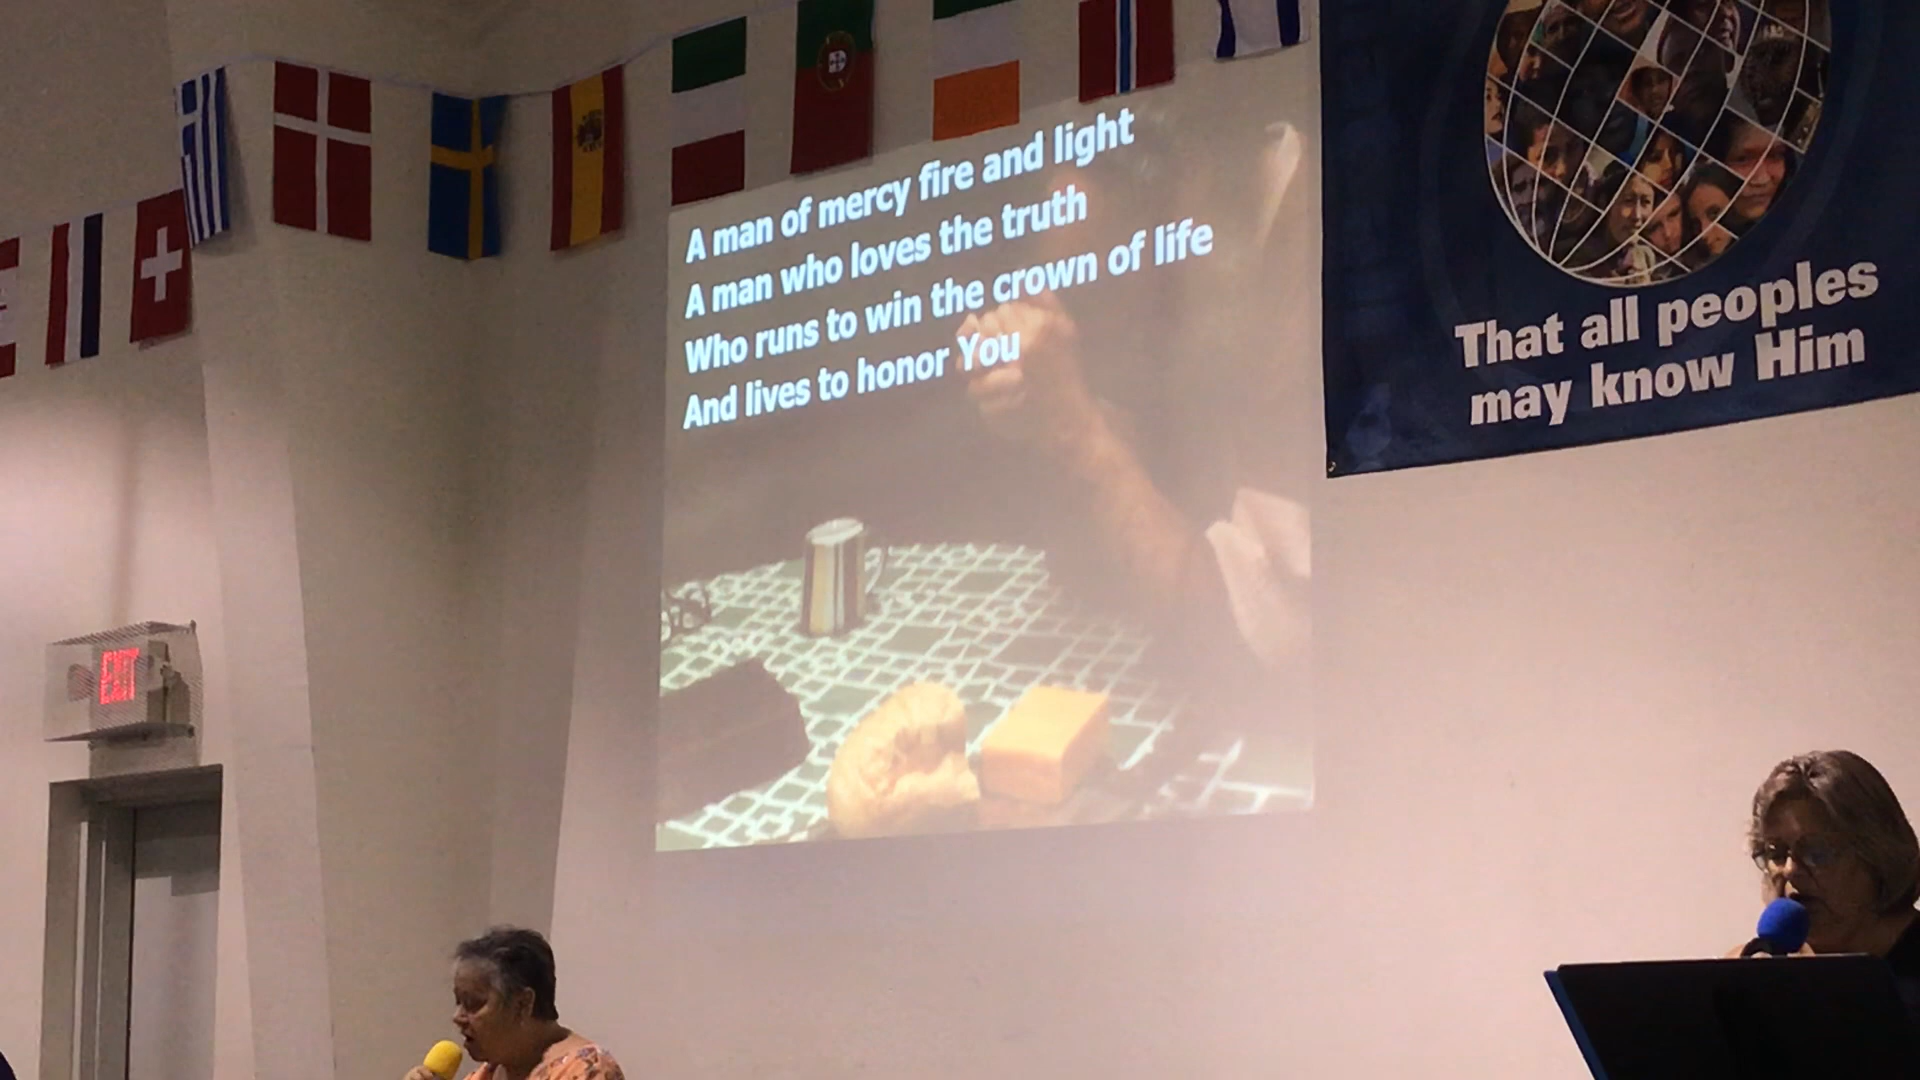 A man of mercy fire and light
A man who loves the truth
Who runs to win the crown of life
And lives to honor You
That all peoples
may know Him
EXIT